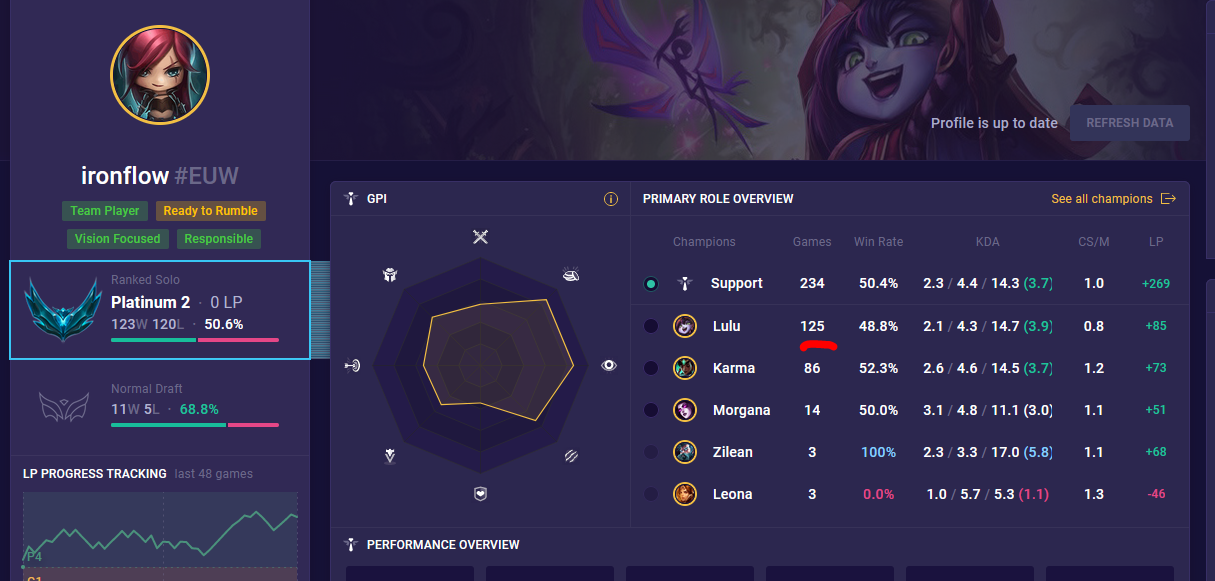 ironflow #EUW
Team Player
Ready to Rumble
Vision Focused
Responsible
Ranked Solo
Platinum 2 · 0 LP
123W 120L · 50.6%
Normal Draft
11W 5L · 68.8%
LP PROGRESS TRACKING last 48 games
P4
G1
Profile is up to date
REFRESH DATA
GPI
PRIMARY ROLE OVERVIEW
See all champions
Champions Games Win Rate KDA CS/M LP
Support 234 50.4% 2.3 / 4.4 / 14.3 (3.7) 1.0 +269
Lulu 125 48.8% 2.1 / 4.3 / 14.7 (3.9) 0.8 +85
Karma 86 52.3% 2.6 / 4.6 / 14.5 (3.7) 1.2 +73
Morgana 14 50.0% 3.1 / 4.8 / 11.1 (3.0) 1.1 +51
Zilean 3 100% 2.3 / 3.3 / 17.0 (5.8) 1.1 +68
Leona 3 0.0% 1.0 / 5.7 / 5.3 (1.1) 1.3 -46
PERFORMANCE OVERVIEW